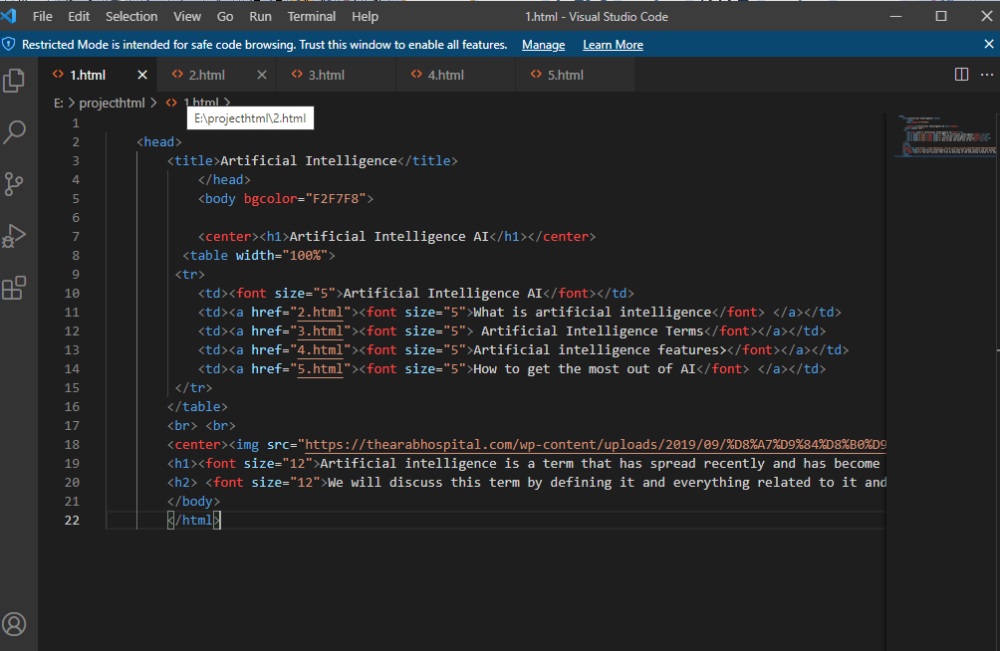 File Edit Selection View Go Run Terminal Help 1.html - Visual Studio Code
Restricted Mode is intended for safe code browsing. Trust this window to enable all features. Manage Learn More
<> 1.html <> 2.html <> 3.html <> 4.html <> 5.html
E: > projecthtml > <> 1.html >
E:\projecthtml\2.html
1
2 <head>
3 <title>Artificial Intelligence</title>
4 </head>
5 <body bgcolor="F2F7F8">
6
7 <center><h1>Artificial Intelligence AI</h1></center>
8 <table width="100%">
9 <tr>
10 <td><font size="5">Artificial Intelligence AI</font></td>
11 <td><a href="2.html"><font size="5">What is artificial intelligence</font> </a></td>
12 <td><a href="3.html"><font size="5"> Artificial Intelligence Terms</font></a></td>
13 <td><a href="4.html"><font size="5">Artificial intelligence features></font></a></td>
14 <td><a href="5.html"><font size="5">How to get the most out of AI</font> </a></td>
15 </tr>
16 </table>
17 <br> <br>
18 <center><img src="https://thearabhospital.com/wp-content/uploads/2019/09/%D8%A7%D9%84%D8%B0%D9
19 <h1><font size="12">Artificial intelligence is a term that has spread recently and has become
20 <h2> <font size="12">We will discuss this term by defining it and everything related to it and
21 </body>
22 </html>